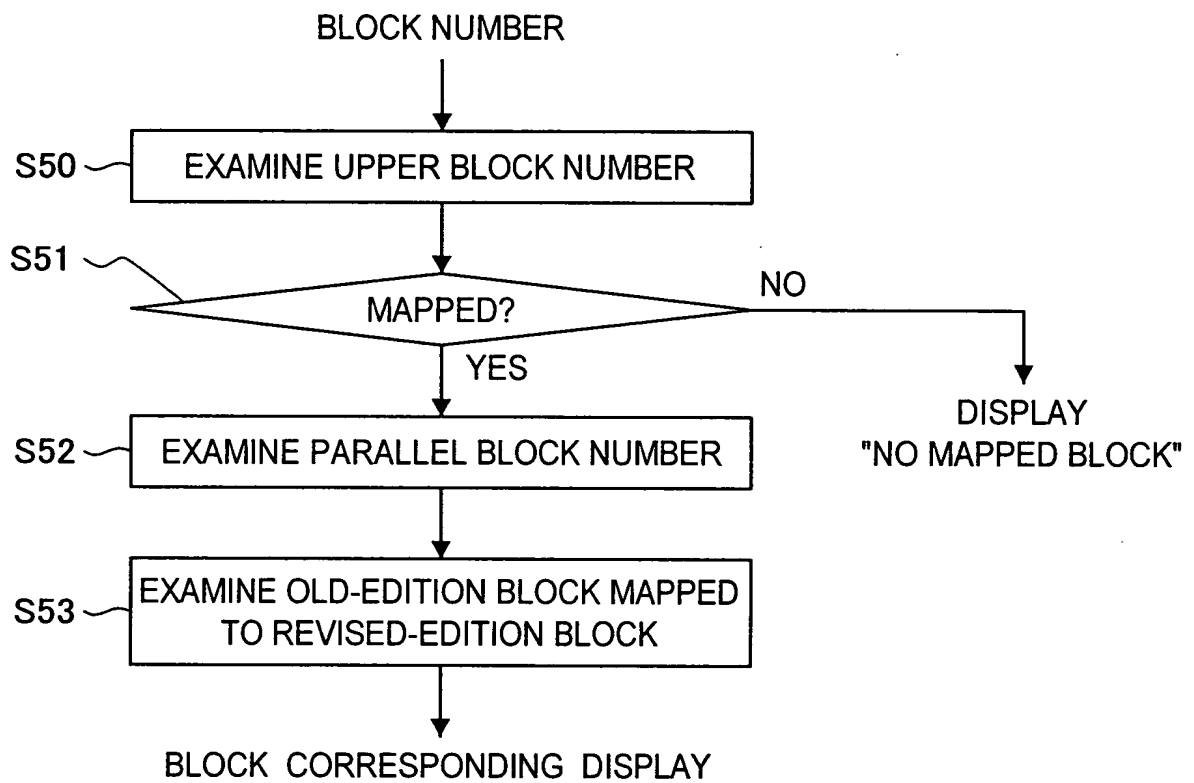 BLOCK NUMBER
S50
EXAMINE UPPER BLOCK NUMBER
S51
MAPPED?
NO
YES
DISPLAY
"NO MAPPED BLOCK"
S52
EXAMINE PARALLEL BLOCK NUMBER
S53
EXAMINE OLD-EDITION BLOCK MAPPED
TO REVISED-EDITION BLOCK
BLOCK CORRESPONDING DISPLAY